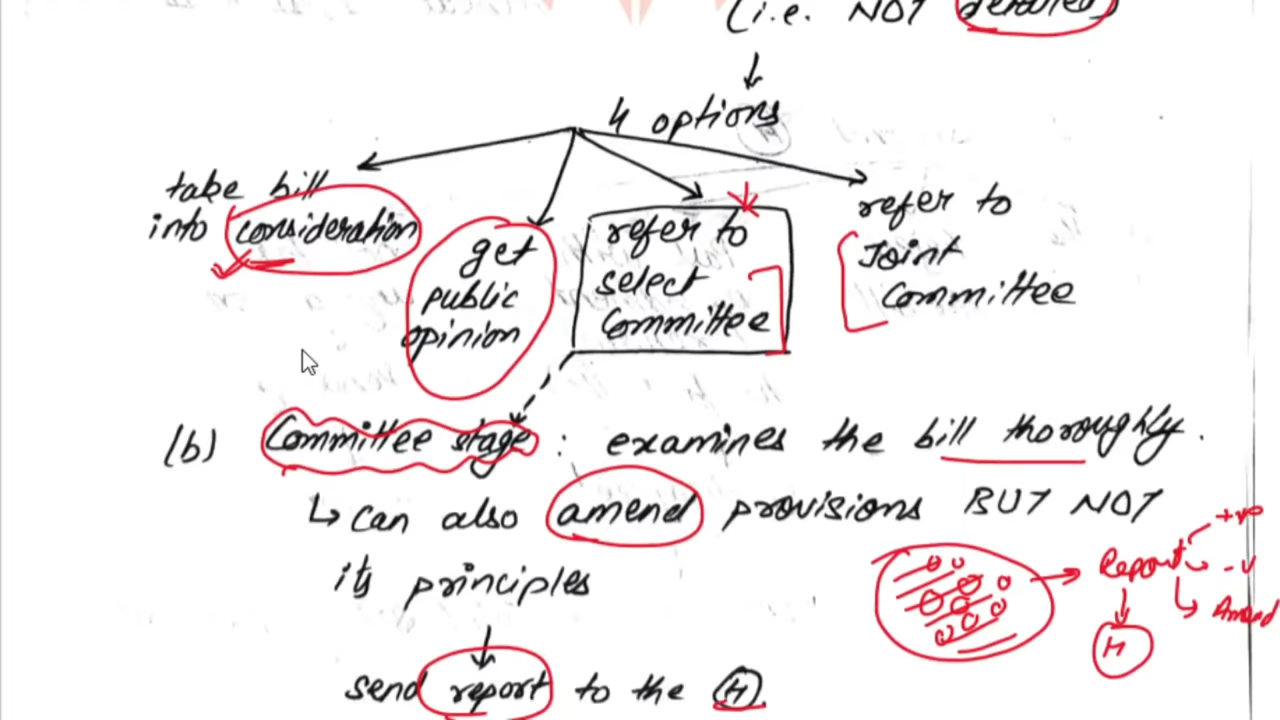 (i.e. NOT debated)
4 options
take bill
into consideration
get
public
opinion
refer to
select
Committee
refer to
Joint
Committee
(b) Committee stage : examines the bill thoroughly.
↳ can also amend provisions BUT NOT
its principles
send report to the H.
Report
+ve
-v
Amend
H